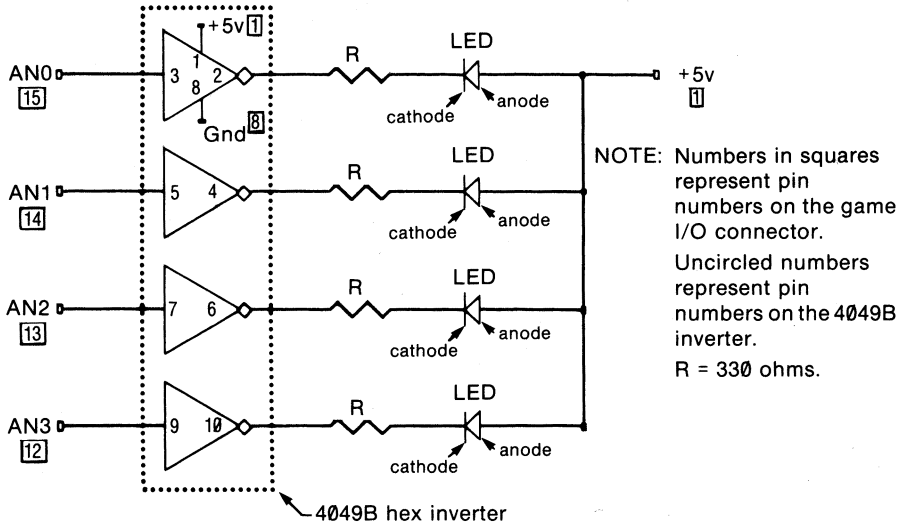 +5v 1
LED
R
AN0 3 1 2 +5v
15 8 cathode anode 1
Gnd 8
LED
R
NOTE: Numbers in squares
represent pin
numbers on the game
I/O connector.
Uncircled numbers
represent pin
numbers on the 4049B
inverter.
R = 330 ohms.
AN1 5 4
14 cathode anode
LED
R
AN2 7 6
13 cathode anode
LED
R
AN3 9 10
12 cathode anode
4049B hex inverter